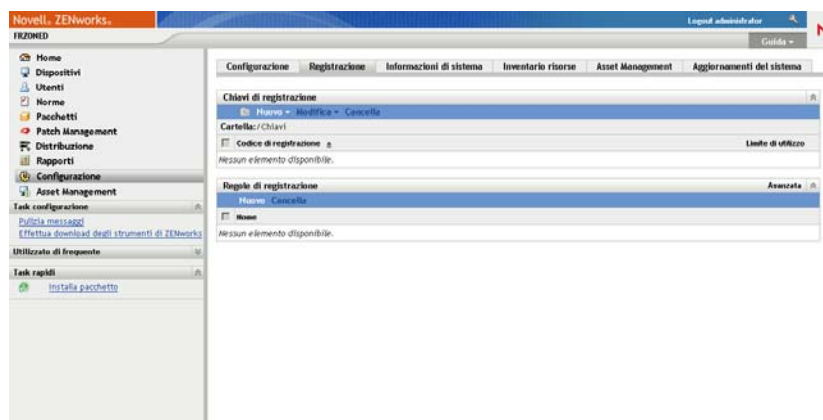 Novell® ZENworks®
Logout administrator
FRZONED
Guida
Home
Dispositivi
Utenti
Norme
Pacchetti
Patch Management
Distribuzione
Rapporti
Configurazione
Asset Management
Task configurazione
Pulizia messaggi
Effettua download degli strumenti di ZENworks
Utilizzato di frequente
Task rapidi
Installa pacchetto
Configurazione Registrazione Informazioni di sistema Inventario risorse Asset Management Aggiornamenti del sistema
Chiavi di registrazione
Nuovo Modifica Cancella
Cartella: /Chiavi
Codice di registrazione Limite di utilizzo
Nessun elemento disponibile.
Regole di registrazione Avanzata
Nuovo Cancella
Nome
Nessun elemento disponibile.